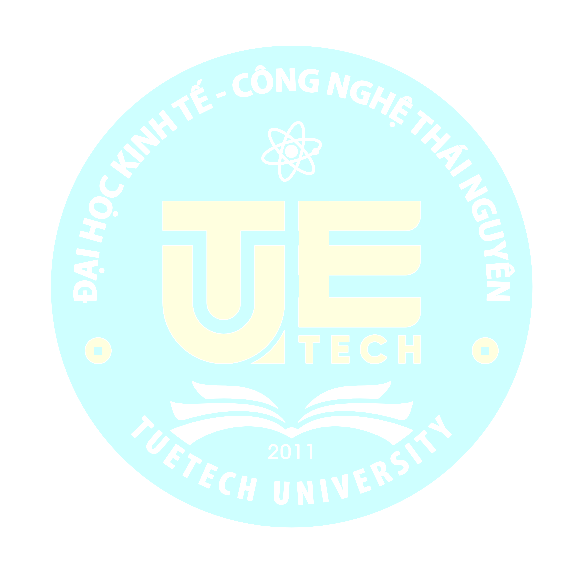 ĐẠI HỌC KINH TẾ - CÔNG NGHỆ THÁI NGUYÊN
TUE
TECH
2011
TUETECH UNIVERSITY